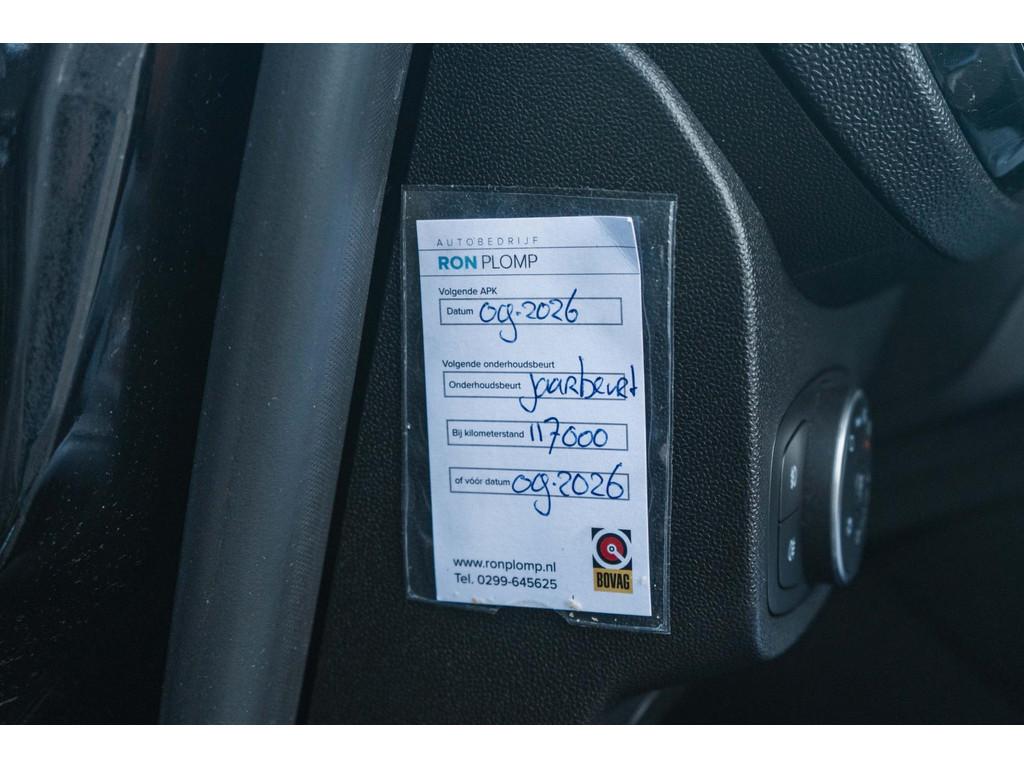 AUTOBEDRIJF
RON PLOMP
Volgende APK
Datum 09-2026
Volgende onderhoudsbeurt
Onderhoudsbeurt jaarbeurt
Bij kilometerstand 117000
of vóór datum 09-2026
www.ronplomp.nl
Tel. 0299-645625
BOVAG